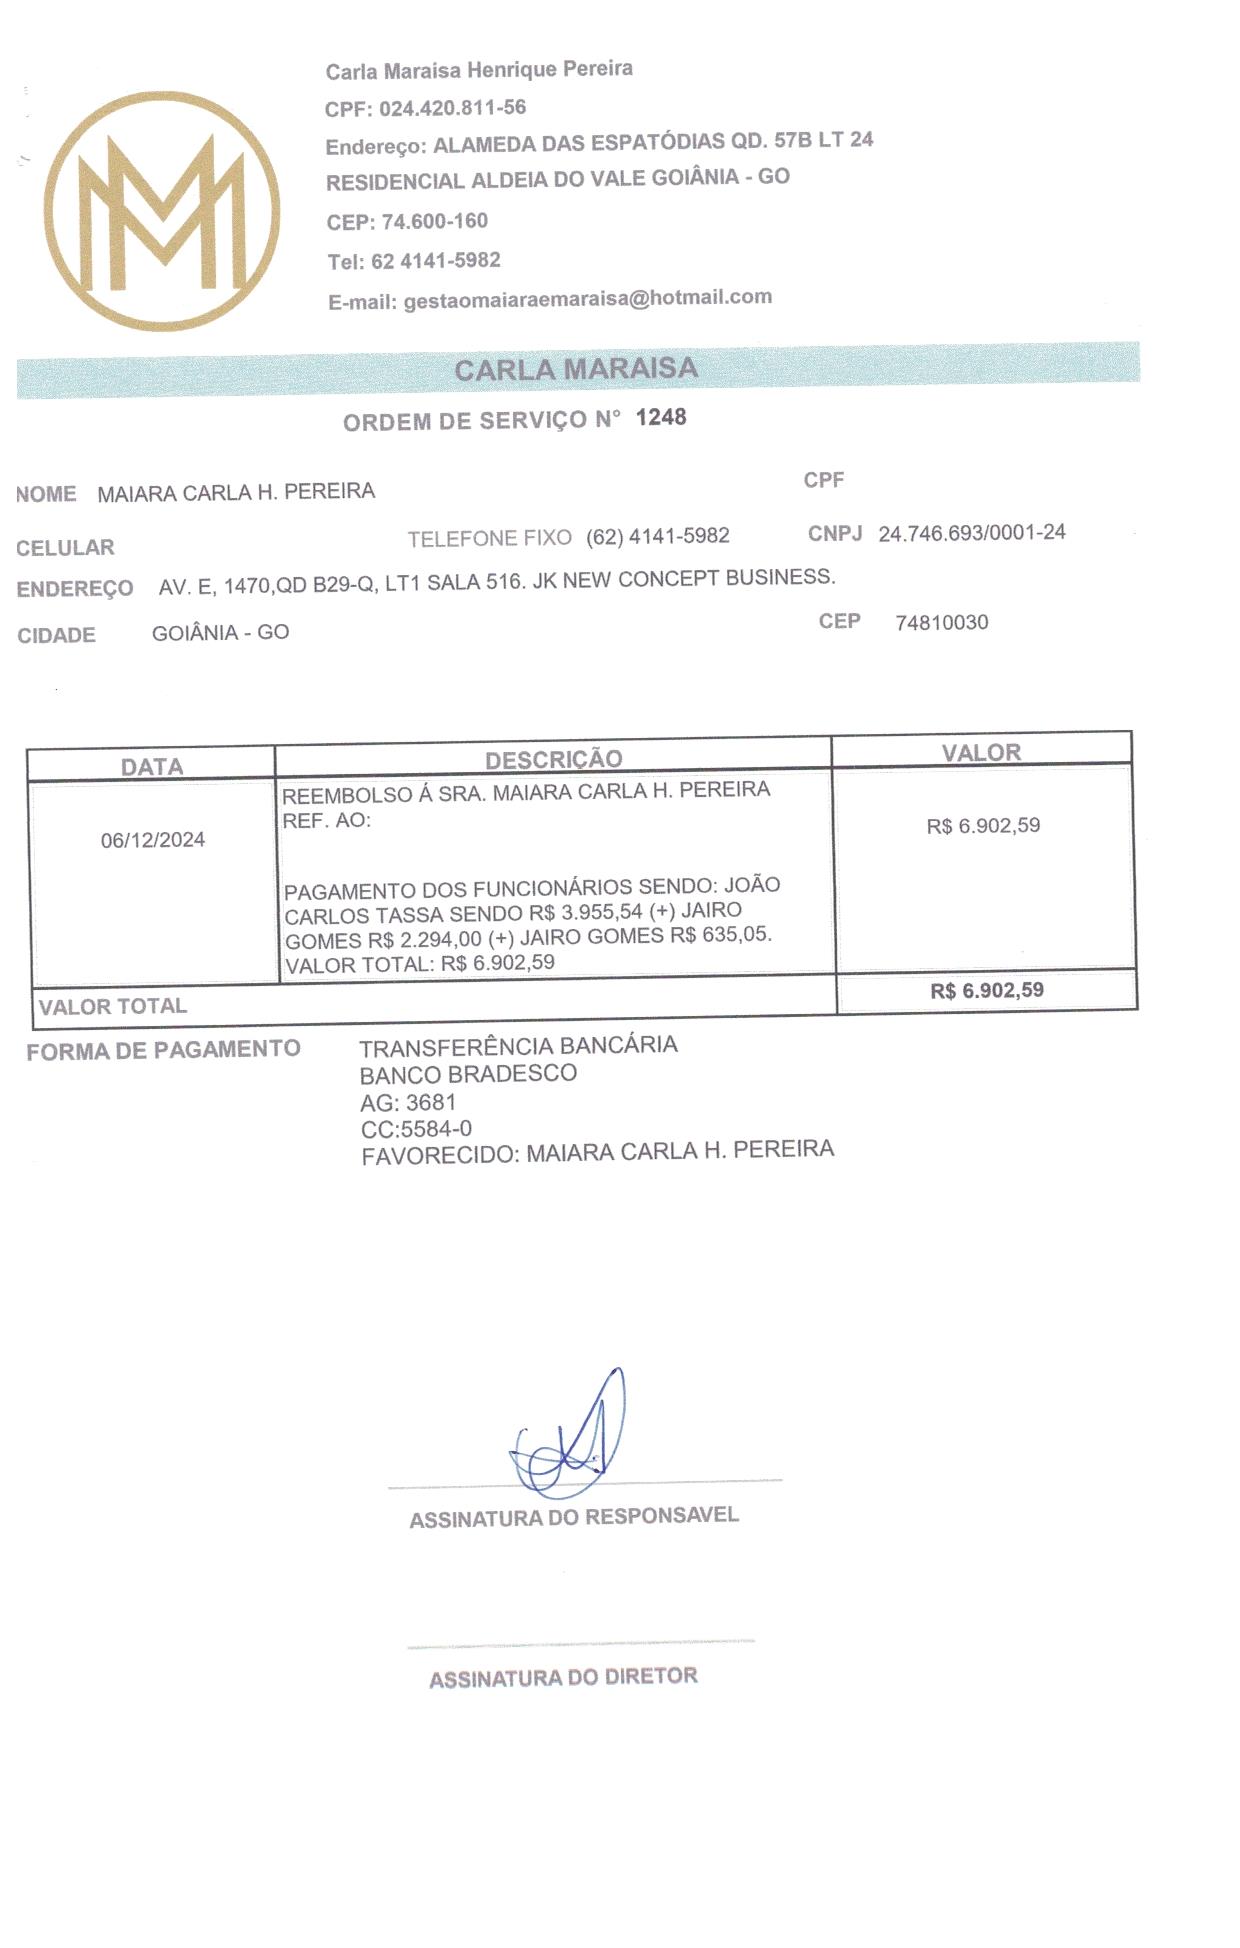 Carla Maraisa Henrique Pereira
CPF: 024.420.811-56
Endereço: ALAMEDA DAS ESPATÓDIAS QD. 57B LT 24
RESIDENCIAL ALDEIA DO VALE GOIÂNIA - GO
CEP: 74.600-160
Tel: 62 4141-5982
E-mail: gestaomaiaraemaraisa@hotmail.com
CARLA MARAISA
ORDEM DE SERVIÇO N° 1248
NOME MAIARA CARLA H. PEREIRA CPF
CELULAR TELEFONE FIXO (62) 4141-5982 CNPJ 24.746.693/0001-24
ENDEREÇO AV. E, 1470,QD B29-Q, LT1 SALA 516. JK NEW CONCEPT BUSINESS.
CIDADE GOIÂNIA - GO CEP 74810030
DATA DESCRIÇÃO VALOR
REEMBOLSO Á SRA. MAIARA CARLA H. PEREIRA
REF. AO:
06/12/2024 R$ 6.902,59
PAGAMENTO DOS FUNCIONÁRIOS SENDO: JOÃO
CARLOS TASSA SENDO R$ 3.955,54 (+) JAIRO
GOMES R$ 2.294,00 (+) JAIRO GOMES R$ 635,05.
VALOR TOTAL: R$ 6.902,59
VALOR TOTAL R$ 6.902,59
FORMA DE PAGAMENTO TRANSFERÊNCIA BANCÁRIA
BANCO BRADESCO
AG: 3681
CC:5584-0
FAVORECIDO: MAIARA CARLA H. PEREIRA
ASSINATURA DO RESPONSAVEL
ASSINATURA DO DIRETOR